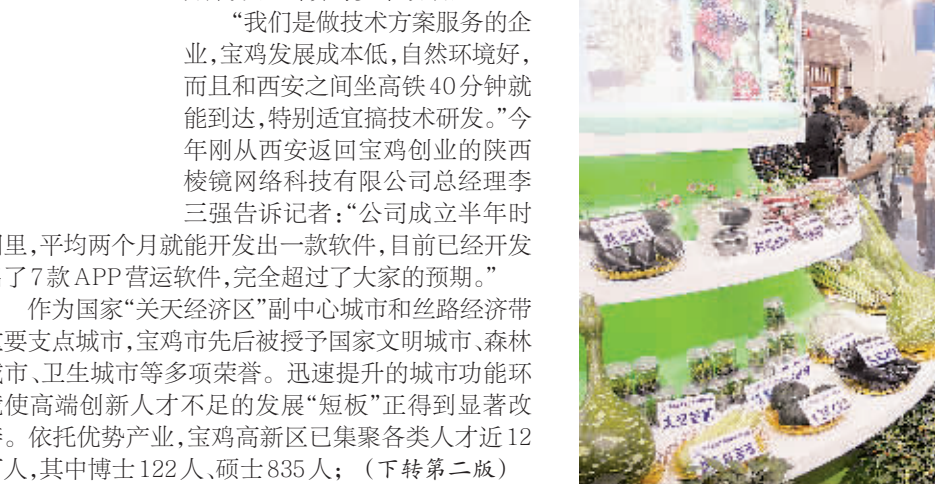 “我们是做技术方案服务的企
业,宝鸡发展成本低,自然环境好,
而且和西安之间坐高铁40分钟就
能到达,特别适宜搞技术研发。”今
年刚从西安返回宝鸡创业的陕西
棱镜网络科技有限公司总经理李
三强告诉记者:“公司成立半年时
里,平均两个月就能开发出一款软件,目前已经开发
了7款APP营运软件,完全超过了大家的预期。”
作为国家“关天经济区”副中心城市和丝路经济带
要支点城市,宝鸡市先后被授予国家文明城市、森林
市、卫生城市等多项荣誉。迅速提升的城市功能环
使高端创新人才不足的发展“短板”正得到显著改
。依托优势产业,宝鸡高新区已集聚各类人才近12
人,其中博士122人、硕士835人;(下转第二版)